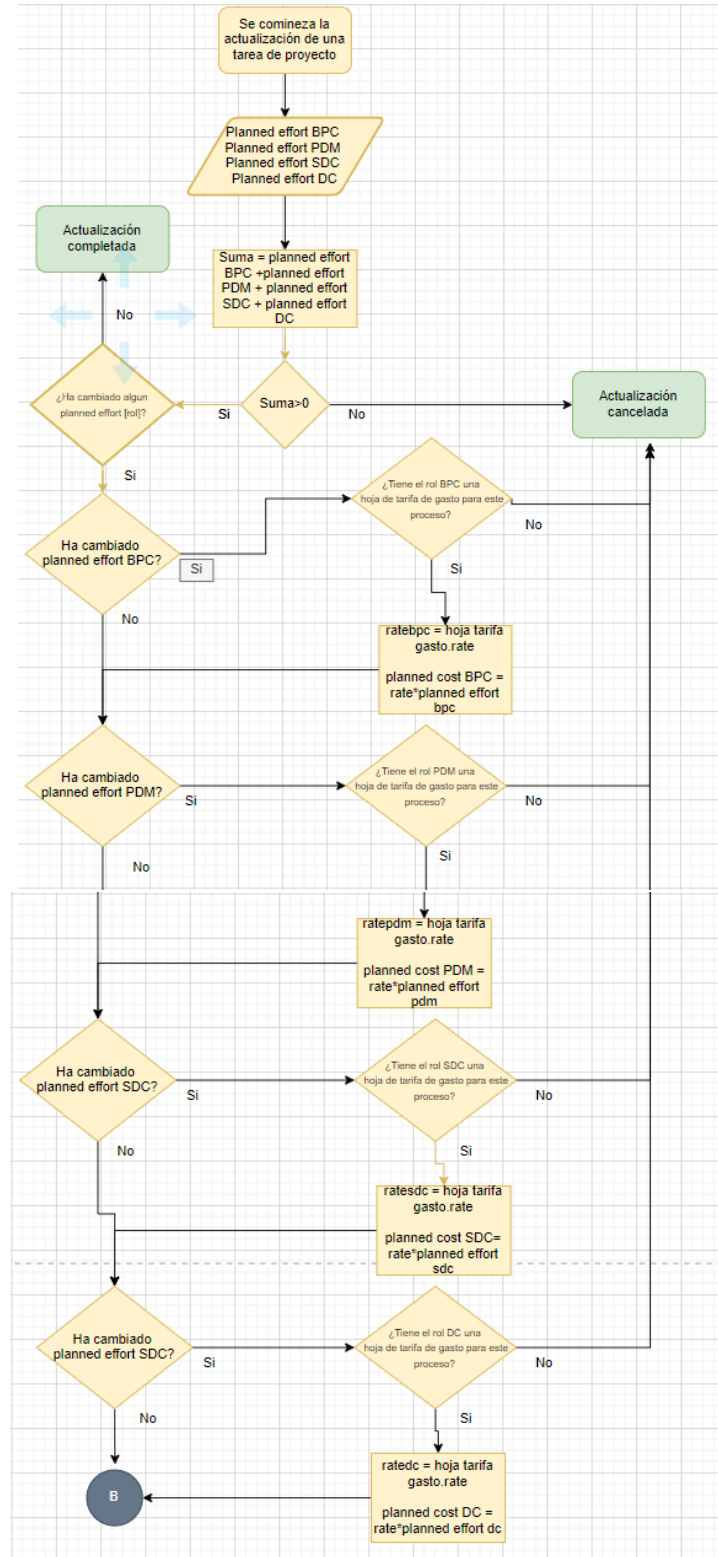 Se comineza la
actualización de una
tarea de proyecto
Planned effort BPC
Planned effort PDM
Planned effort SDC
Planned effort DC
Actualización
completada
Suma = planned effort
BPC +planned effort
PDM + planned effort
SDC + planned effort
DC
No
¿Ha cambiado algun
planned effort [rol]?
Si
Suma>0
No
Actualización
cancelada
Si
¿Tiene el rol BPC una
hoja de tarifa de gasto para este
proceso?
No
Ha cambiado
planned effort BPC?
Si
Si
No
ratebpc = hoja tarifa
gasto.rate
planned cost BPC =
rate*planned effort
bpc
Ha cambiado
planned effort PDM?
Si
¿Tiene el rol PDM una
hoja de tarifa de gasto para este
proceso?
No
Si
No
ratepdm = hoja tarifa
gasto.rate
planned cost PDM =
rate*planned effort
pdm
Ha cambiado
planned effort SDC?
Si
¿Tiene el rol SDC una
hoja de tarifa de gasto para este
proceso?
No
Si
No
ratesdc = hoja tarifa
gasto.rate
planned cost SDC=
rate*planned effort
sdc
Ha cambiado
planned effort SDC?
Si
¿Tiene el rol DC una
hoja de tarifa de gasto para este
proceso?
No
Si
No
ratedc = hoja tarifa
gasto.rate
planned cost DC =
rate*planned effort dc
B